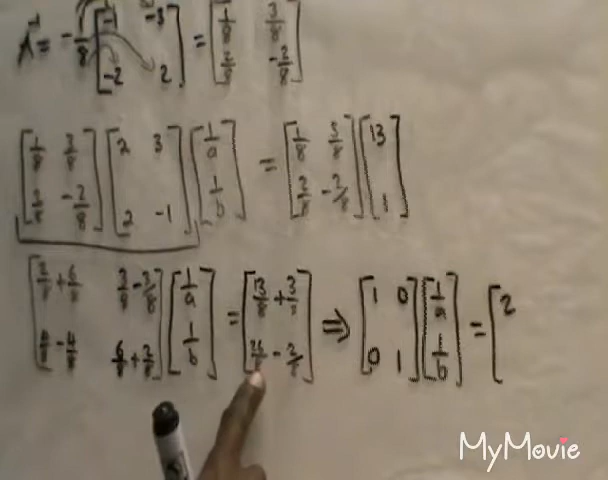 A⁻¹ = -1/8 [-1 -3; -2 2] = [1/8 3/8; 2/8 -2/8]
[1/8 3/8; 2/8 -2/8] [2 3; 2 -1] [1/a; 1/b] = [1/8 3/8; 2/8 -2/8] [13; 1]
[2/8 + 6/8 3/8 - 3/8; 4/8 - 4/8 6/8 + 2/8] [1/a; 1/b] = [13/8 + 3/8; 26/8 - 2/8] ⇒ [1 0; 0 1] [1/a; 1/b] = [2
MyMovie